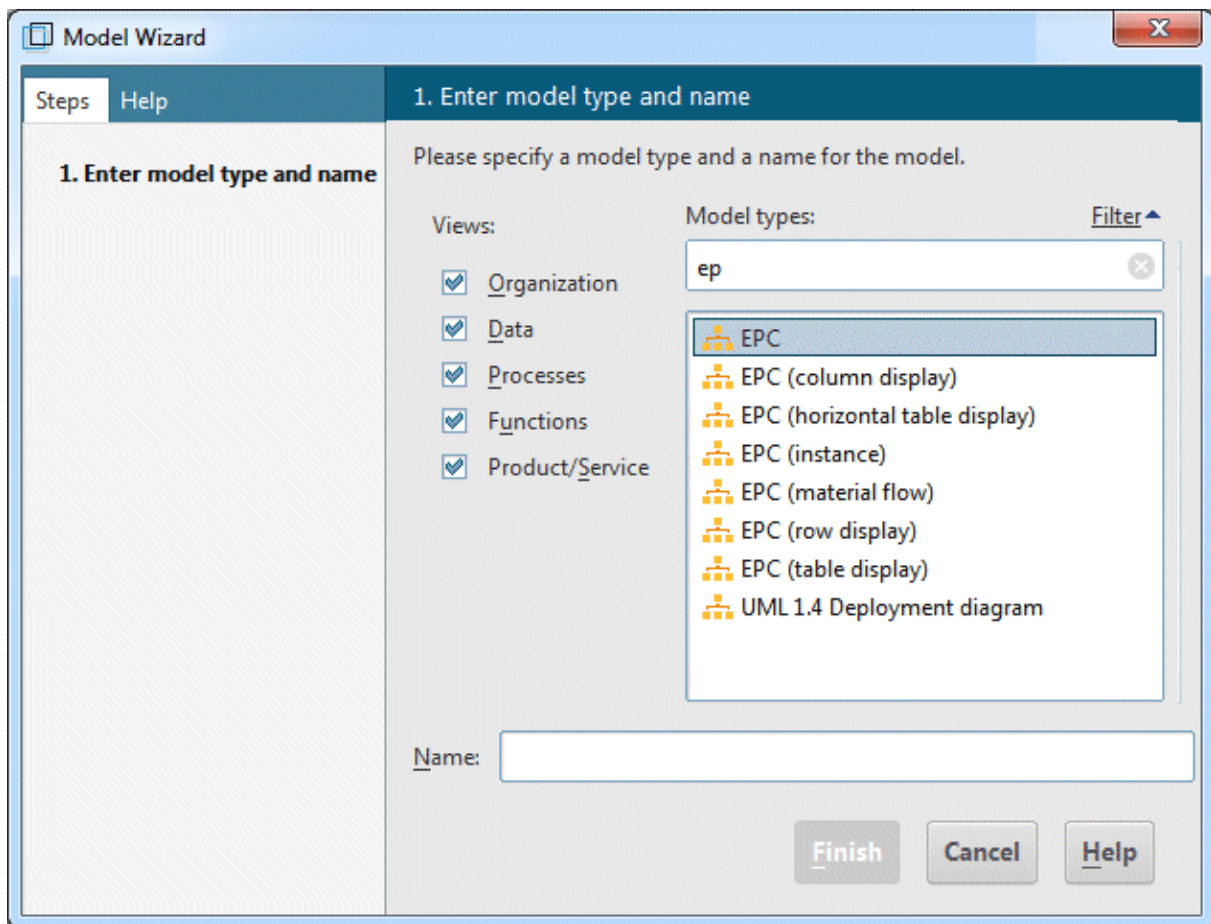 Model Wizard
Steps Help
1. Enter model type and name
1. Enter model type and name
Please specify a model type and a name for the model.
Views:
Organization
Data
Processes
Functions
Product/Service
Model types: Filter
ep
EPC
EPC (column display)
EPC (horizontal table display)
EPC (instance)
EPC (material flow)
EPC (row display)
EPC (table display)
UML 1.4 Deployment diagram
Name:
Finish Cancel Help